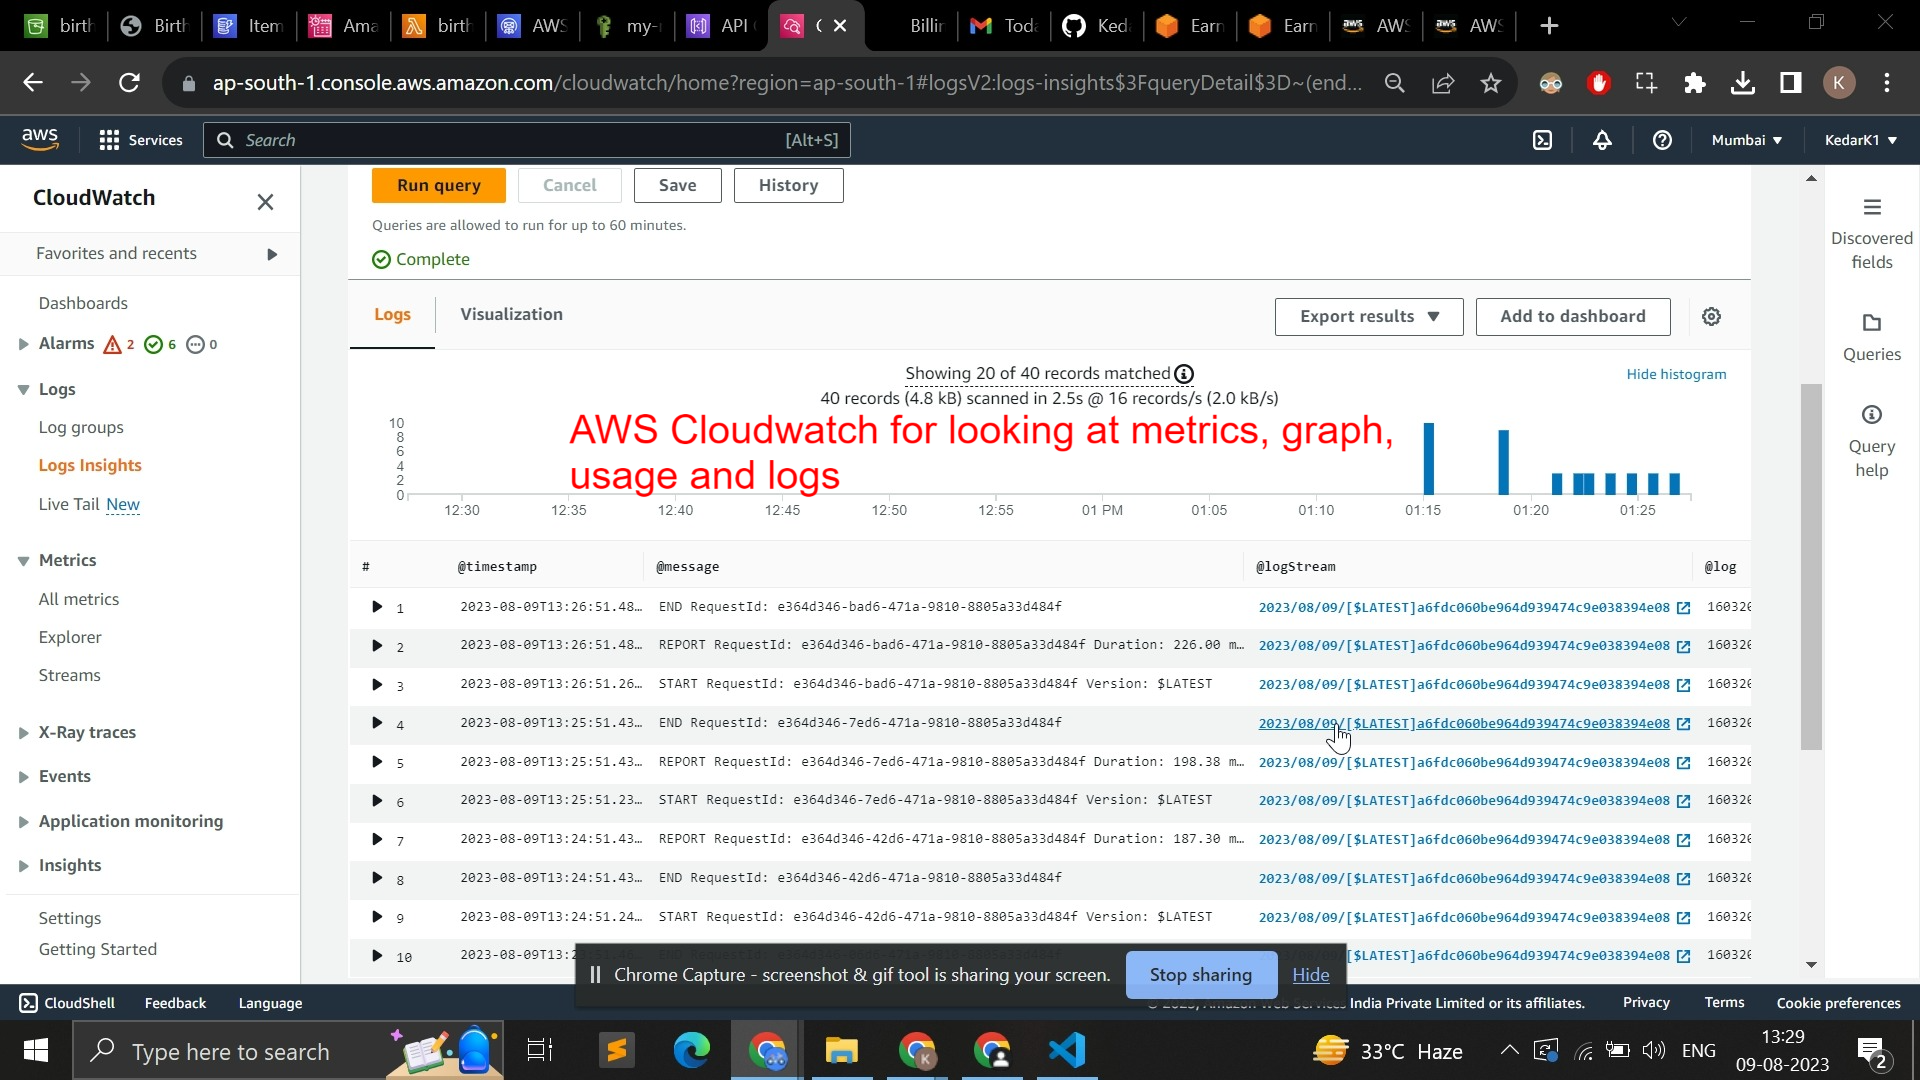 birth
Birth
Item
Ama
birth
AWS
my-r
API
Billin
Toda
Keda
Earn
Earn
AWS
AWS
ap-south-1.console.aws.amazon.com/cloudwatch/home?region=ap-south-1#logsV2:logs-insights$3FqueryDetail$3D~(end...
K
aws
Services
Search
[Alt+S]
Mumbai
KedarK1
CloudWatch
Favorites and recents
Dashboards
Alarms 2 6 0
Logs
Log groups
Logs Insights
Live Tail New
Metrics
All metrics
Explorer
Streams
X-Ray traces
Events
Application monitoring
Insights
Settings
Getting Started
Run query
Cancel
Save
History
Queries are allowed to run for up to 60 minutes.
Complete
Logs
Visualization
Export results
Add to dashboard
Showing 20 of 40 records matched
40 records (4.8 kB) scanned in 2.5s @ 16 records/s (2.0 kB/s)
Hide histogram
AWS Cloudwatch for looking at metrics, graph,
usage and logs
10
8
6
4
2
0
12:30 12:35 12:40 12:45 12:50 12:55 01 PM 01:05 01:10 01:15 01:20 01:25
# @timestamp @message @logStream @log
1 2023-08-09T13:26:51.48… END RequestId: e364d346-bad6-471a-9810-8805a33d484f 2023/08/09/[$LATEST]a6fdc060be964d939474c9e038394e08 160320
2 2023-08-09T13:26:51.48… REPORT RequestId: e364d346-bad6-471a-9810-8805a33d484f Duration: 226.00 m… 2023/08/09/[$LATEST]a6fdc060be964d939474c9e038394e08 160320
3 2023-08-09T13:26:51.26… START RequestId: e364d346-bad6-471a-9810-8805a33d484f Version: $LATEST 2023/08/09/[$LATEST]a6fdc060be964d939474c9e038394e08 160320
4 2023-08-09T13:25:51.43… END RequestId: e364d346-7ed6-471a-9810-8805a33d484f 2023/08/09/[$LATEST]a6fdc060be964d939474c9e038394e08 160320
5 2023-08-09T13:25:51.43… REPORT RequestId: e364d346-7ed6-471a-9810-8805a33d484f Duration: 198.38 m… 2023/08/09/[$LATEST]a6fdc060be964d939474c9e038394e08 160320
6 2023-08-09T13:25:51.23… START RequestId: e364d346-7ed6-471a-9810-8805a33d484f Version: $LATEST 2023/08/09/[$LATEST]a6fdc060be964d939474c9e038394e08 160320
7 2023-08-09T13:24:51.43… REPORT RequestId: e364d346-42d6-471a-9810-8805a33d484f Duration: 187.30 m… 2023/08/09/[$LATEST]a6fdc060be964d939474c9e038394e08 160320
8 2023-08-09T13:24:51.43… END RequestId: e364d346-42d6-471a-9810-8805a33d484f 2023/08/09/[$LATEST]a6fdc060be964d939474c9e038394e08 160320
9 2023-08-09T13:24:51.24… START RequestId: e364d346-42d6-471a-9810-8805a33d484f Version: $LATEST 2023/08/09/[$LATEST]a6fdc060be964d939474c9e038394e08 160320
10 2023-08-09T13:2 [$LATEST]a6fdc060be964d939474c9e038394e08 160320
Discovered
fields
Queries
Query
help
Chrome Capture - screenshot & gif tool is sharing your screen.
Stop sharing
Hide
CloudShell
Feedback
Language
India Private Limited or its affiliates.
Privacy
Terms
Cookie preferences
Type here to search
K
33°C Haze
ENG
13:29
09-08-2023
2